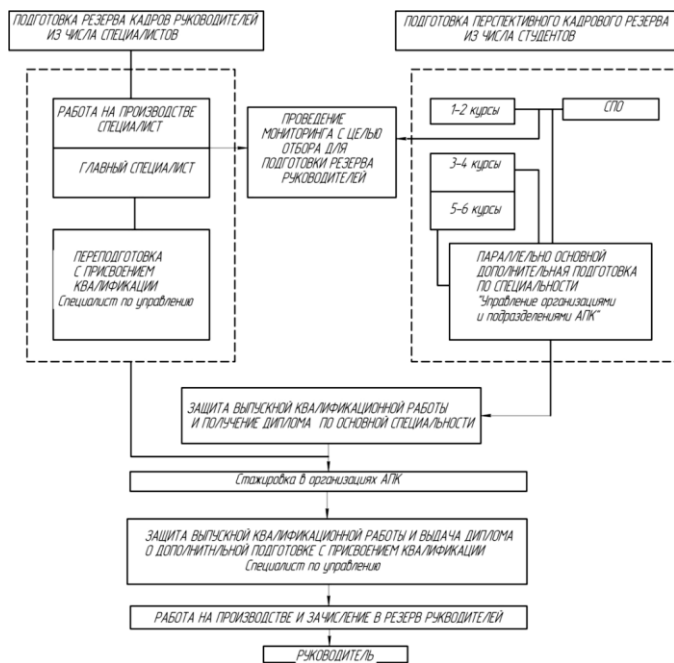 ПОДГОТОВКА РЕЗЕРВА КАДРОВ РУКОВОДИТЕЛЕЙ
ИЗ ЧИСЛА СПЕЦИАЛИСТОВ
ПОДГОТОВКА ПЕРСПЕКТИВНОГО КАДРОВОГО РЕЗЕРВА
ИЗ ЧИСЛА СТУДЕНТОВ
РАБОТА НА ПРОИЗВОДСТВЕ
СПЕЦИАЛИСТ
ГЛАВНЫЙ СПЕЦИАЛИСТ
ПРОВЕДЕНИЕ
МОНИТОРИНГА С ЦЕЛЬЮ
ОТБОРА ДЛЯ
ПОДГОТОВКИ РЕЗЕРВА
РУКОВОДИТЕЛЕЙ
1-2 курсы
СПО
3-4 курсы
5-6 курсы
ПЕРЕПОДГОТОВКА
С ПРИСВОЕНИЕМ
КВАЛИФИКАЦИИ
Специалист по управлению
ПАРАЛЛЕЛЬНО ОСНОВНОЙ
ДОПОЛНИТЕЛЬНАЯ ПОДГОТОВКА
ПО СПЕЦИАЛЬНОСТИ
"Управление организациями
и подразделениями АПК"
ЗАЩИТА ВЫПУСКНОЙ КВАЛИФИКАЦИОННОЙ РАБОТЫ
И ПОЛУЧЕНИЕ ДИПЛОМА ПО ОСНОВНОЙ СПЕЦИАЛЬНОСТИ
Стажировка в организациях АПК
ЗАЩИТА ВЫПУСКНОЙ КВАЛИФИКАЦИОННОЙ РАБОТЫ И ВЫДАЧА ДИПЛОМА
О ДОПОЛНИТНЛЬНОЙ ПОДГОТОВКЕ С ПРИСВОЕНИЕМ КВАЛИФИКАЦИИ
Специалист по управлению
РАБОТА НА ПРОИЗВОДСТВЕ И ЗАЧИСЛЕНИЕ В РЕЗЕРВ РУКВОДИТЕЛЕЙ
РУКОВОДИТЕЛЬ